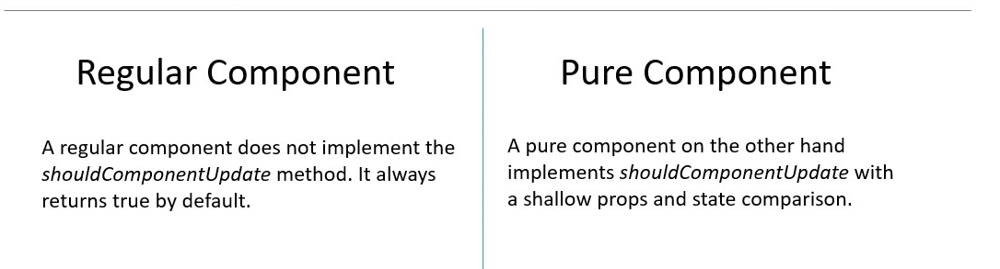 Regular Component
A regular component does not implement the
shouldComponentUpdate method. It always
returns true by default.
Pure Component
A pure component on the other hand
implements shouldComponentUpdate with
a shallow props and state comparison.